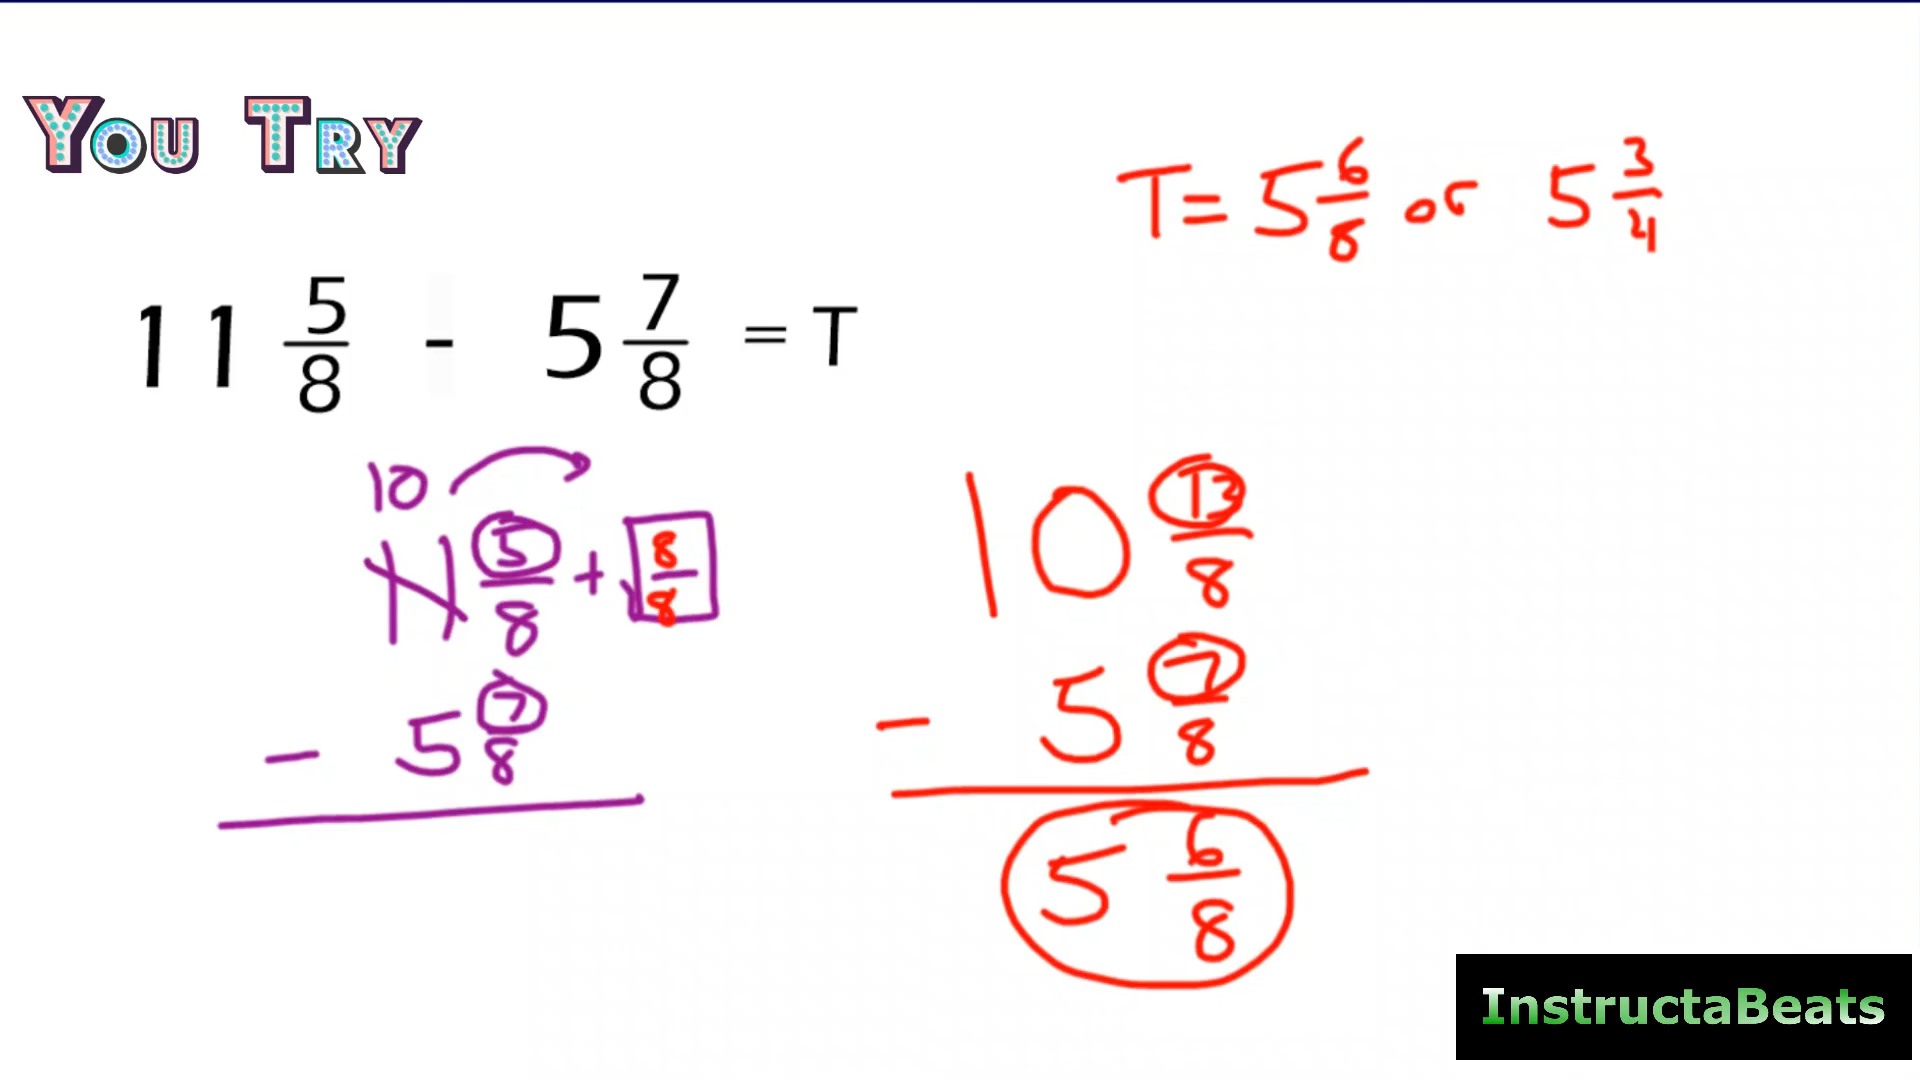 You Try
T = 5 6/8 or 5 3/4
11 5/8 - 5 7/8 = T
10
11 5/8 + 8/8
- 5 7/8
10 13/8
- 5 7/8
5 6/8
InstructaBeats